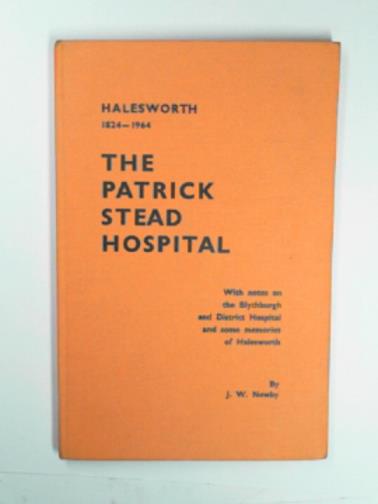 HALESWORTH
1824—1964
THE
PATRICK
STEAD
HOSPITAL
With notes on
the Blythburgh
and District Hospital
and some memories
of Halesworth
By
J. W. Newby